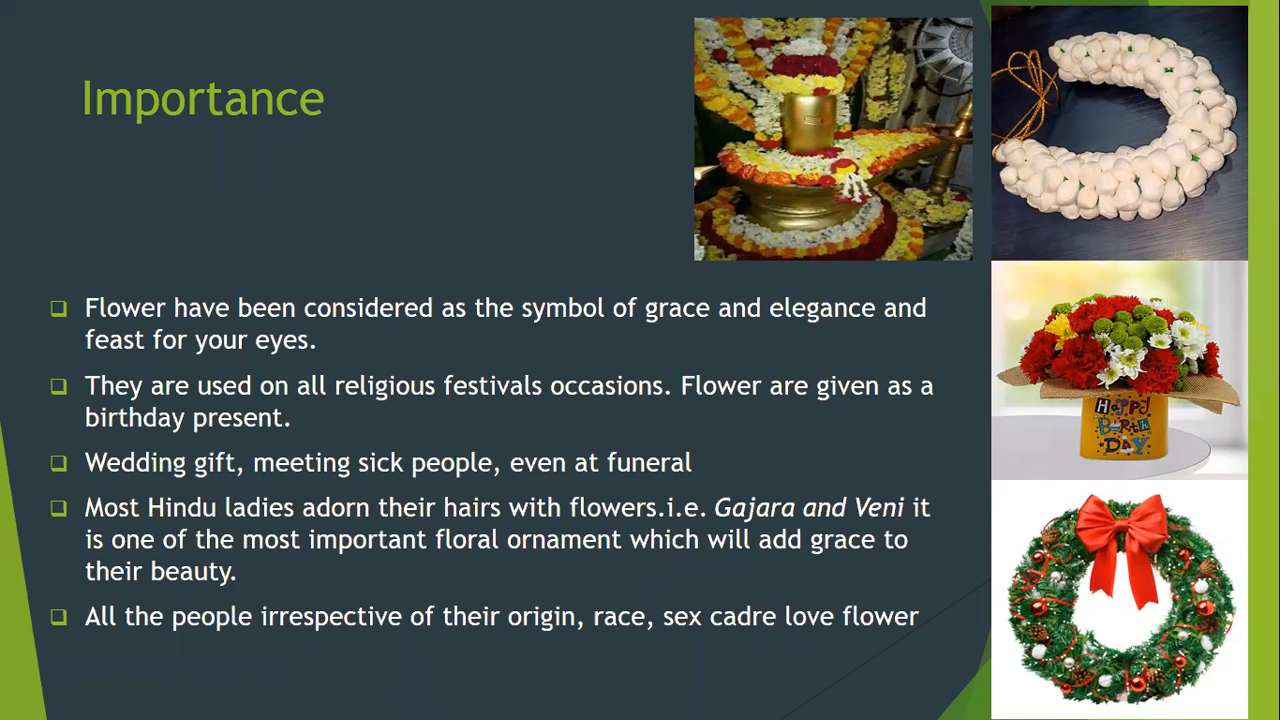 Importance
Flower have been considered as the symbol of grace and elegance and
feast for your eyes.
They are used on all religious festivals occasions. Flower are given as a
birthday present.
Wedding gift, meeting sick people, even at funeral
Most Hindu ladies adorn their hairs with flowers.i.e. Gajara and Veni it
is one of the most important floral ornament which will add grace to
their beauty.
All the people irrespective of their origin, race, sex cadre love flower
Happy
Birth
DAY